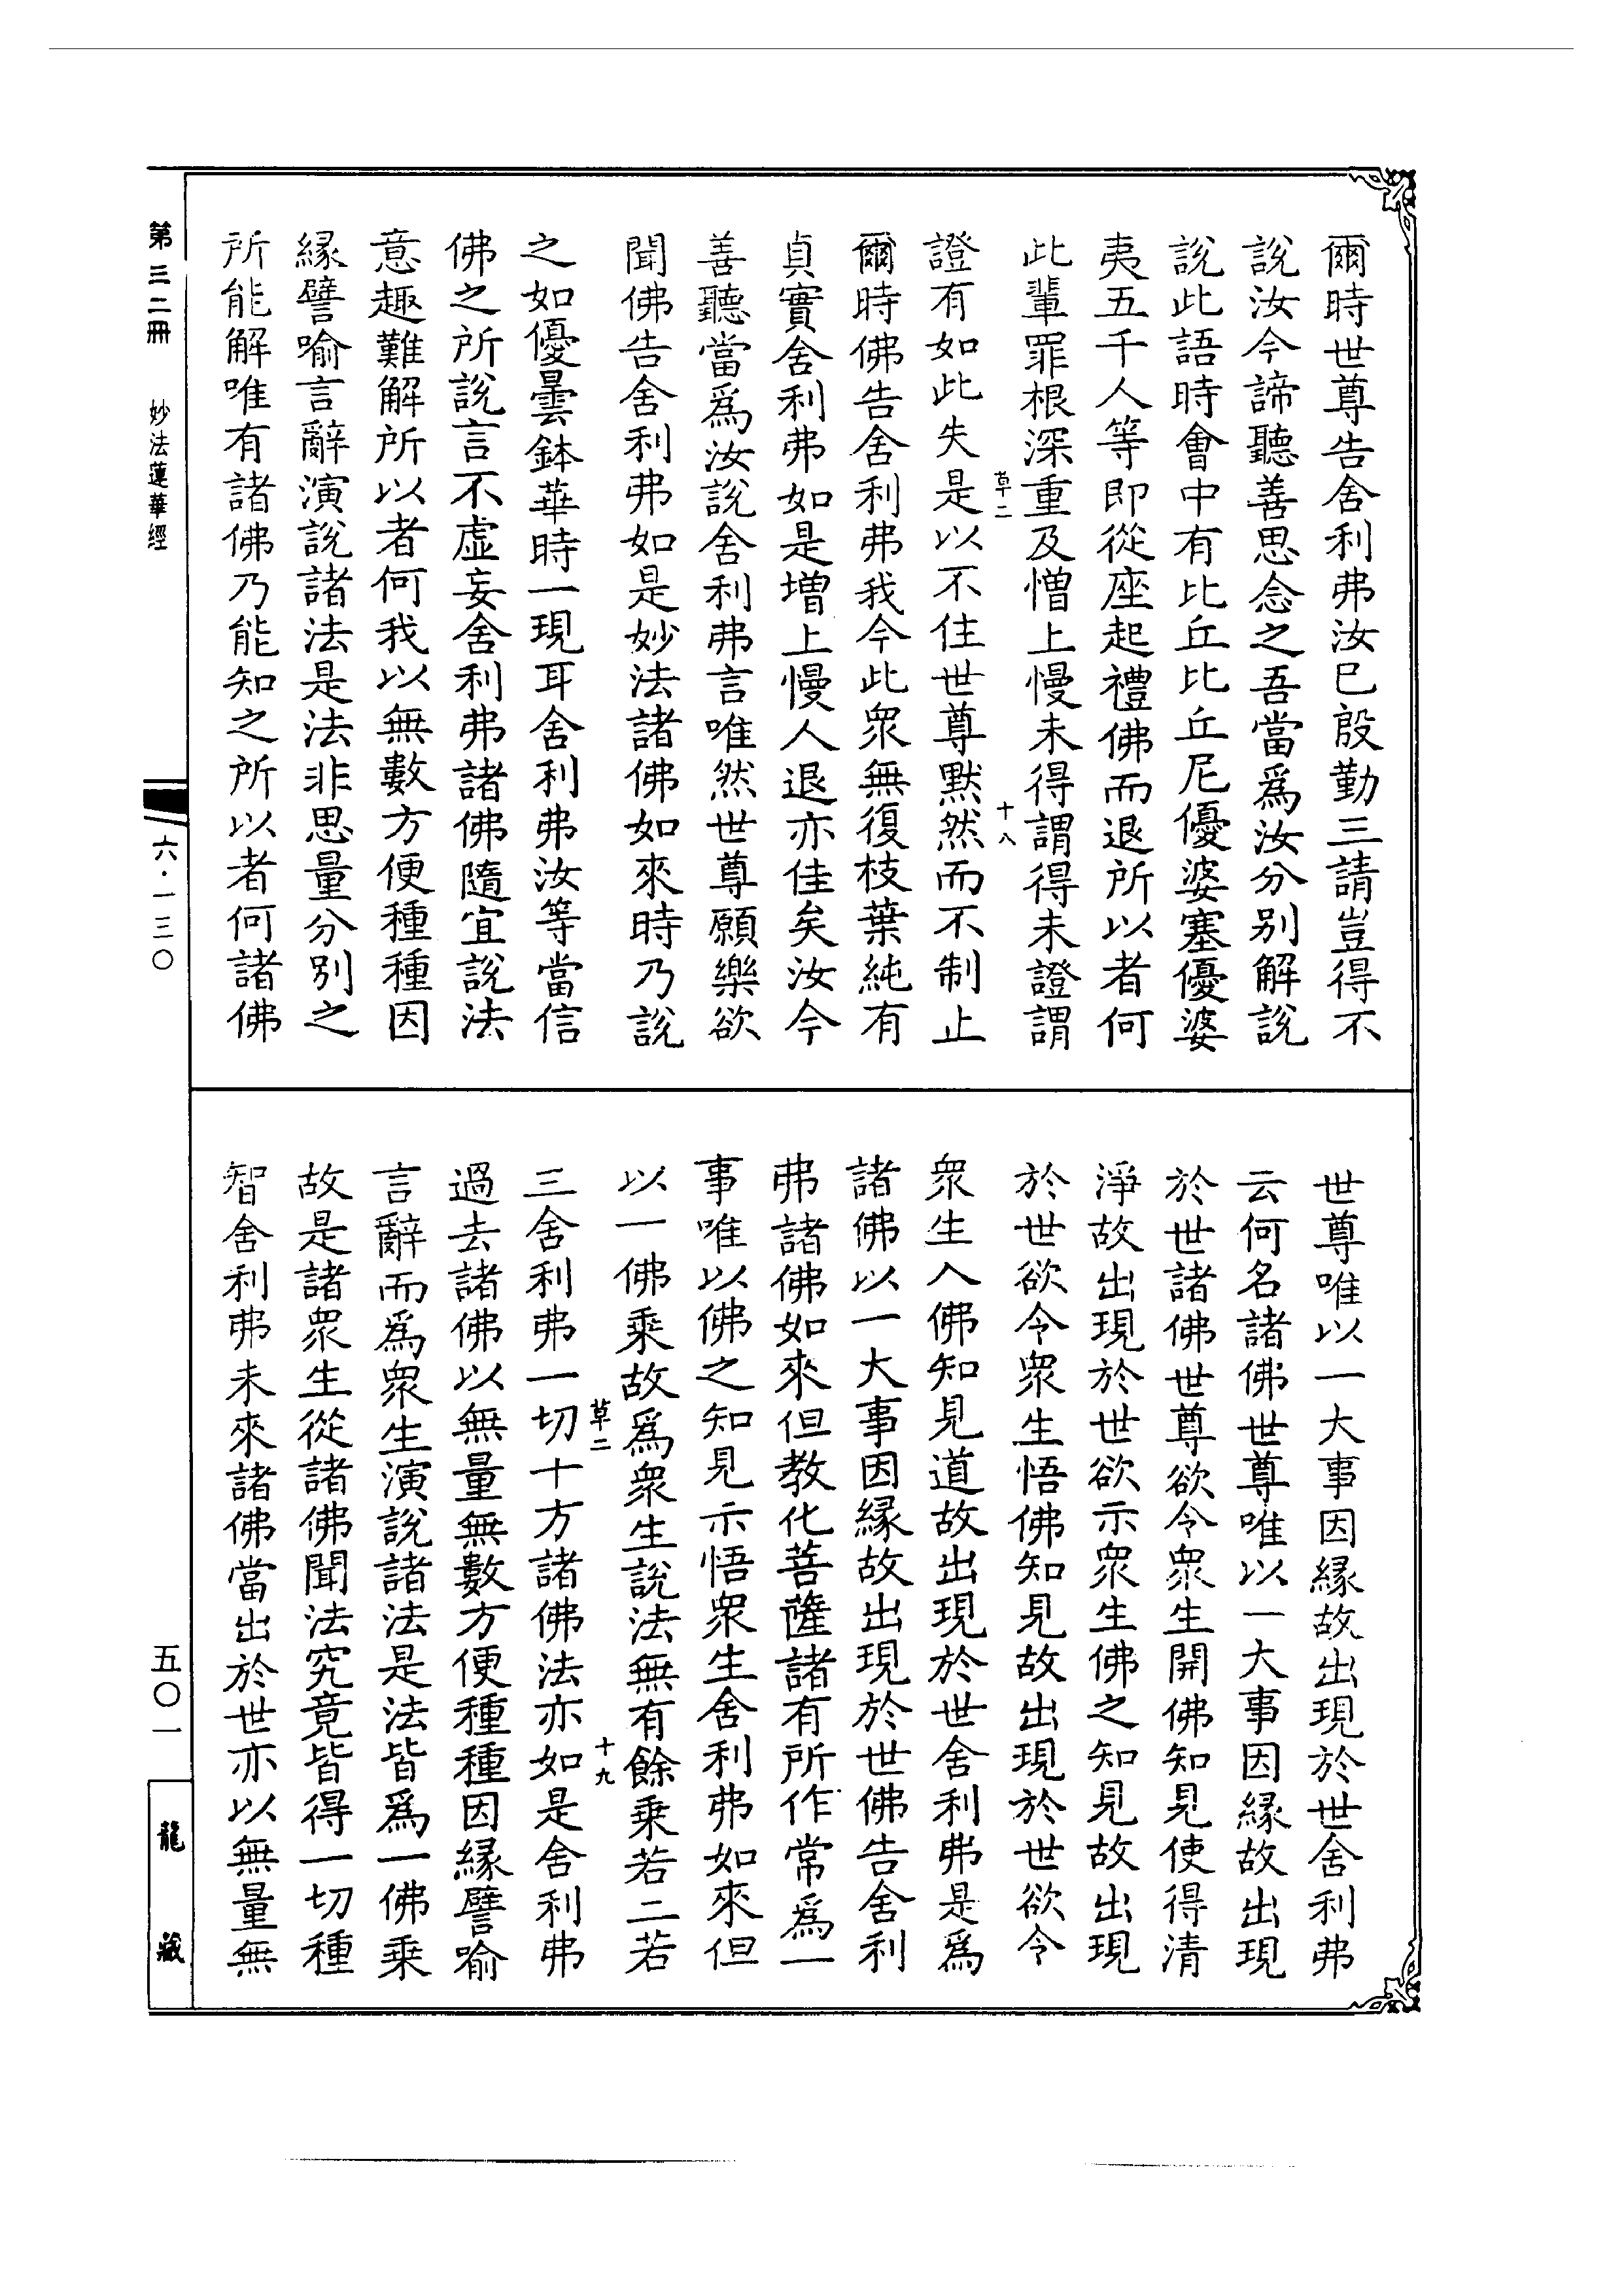 爾時世尊告舍利弗汝已殷勤三請豈得不
說汝今諦聽善思念之吾當爲汝分別解說
說此語時會中有比丘比丘尼優婆塞優婆
夷五千人等即從座起禮佛而退所以者何
此輩罪根深重及憎上慢未得謂得未證謂
草二 十八
證有如此失是以不住世尊默然而不制止
爾時佛告舍利弗我今此衆無復枝葉純有
貞實舍利弗如是增上慢人退亦佳矣汝今
善聽當爲汝說舍利弗言唯然世尊願樂欲
聞佛告舍利弗如是妙法諸佛如來時乃說
之如優曇鉢華時一現耳舍利弗汝等當信
佛之所說言不虛妄舍利弗諸佛隨宜說法
意趣難解所以者何我以無數方便種種因
緣譬喻言辭演說諸法是法非思量分別之
所能解唯有諸佛乃能知之所以者何諸佛
世尊唯以一大事因緣故出現於世舍利弗
云何名諸佛世尊唯以一大事因緣故出現
於世諸佛世尊欲令衆生開佛知見使得清
淨故出現於世欲示衆生佛之知見故出現
於世欲令衆生悟佛知見故出現於世欲令
衆生入佛知見道故出現於世舍利弗是爲
諸佛以一大事因緣故出現於世佛告舍利
弗諸佛如來但教化菩薩諸有所作常爲一
事唯以佛之知見示悟衆生舍利弗如來但
以一佛乘故爲衆生說法無有餘乘若二若
草二 十九
三舍利弗一切十方諸佛法亦如是舍利弗
過去諸佛以無量無數方便種種因緣譬喻
言辭而爲衆生演說諸法是法皆爲一佛乘
故是諸衆生從諸佛聞法究竟皆得一切種
智舍利弗未來諸佛當出於世亦以無量無
第三二冊 妙法蓮華經
六·一三〇
五〇一
龍藏